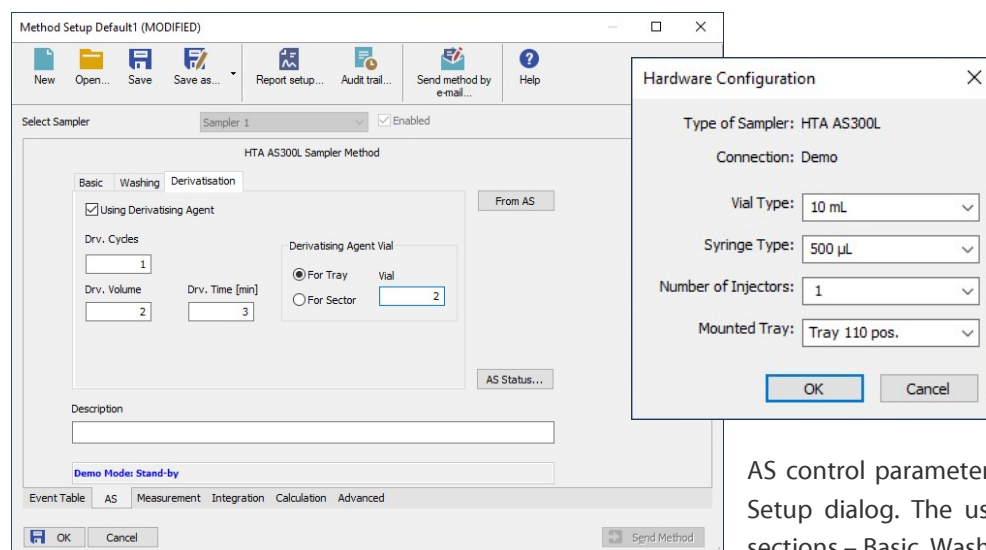 Method Setup Default1 (MODIFIED)
New Open... Save Save as... Report setup... Audit trail... Send method by e-mail... Help
Select Sampler Sampler 1 Enabled
HTA AS300L Sampler Method
Basic Washing Derivatisation
Using Derivatising Agent
From AS
Drv. Cycles
1
Drv. Volume Drv. Time [min]
2 3
Derivatising Agent Vial
For Tray Vial
For Sector 2
AS Status...
Description
Demo Mode: Stand-by
Event Table AS Measurement Integration Calculation Advanced
OK Cancel Send Method
Hardware Configuration
Type of Sampler: HTA AS300L
Connection: Demo
Vial Type: 10 mL
Syringe Type: 500 µL
Number of Injectors: 1
Mounted Tray: Tray 110 pos.
OK Cancel
AS control parameter
Setup dialog. The us
sections – Basic, Wash